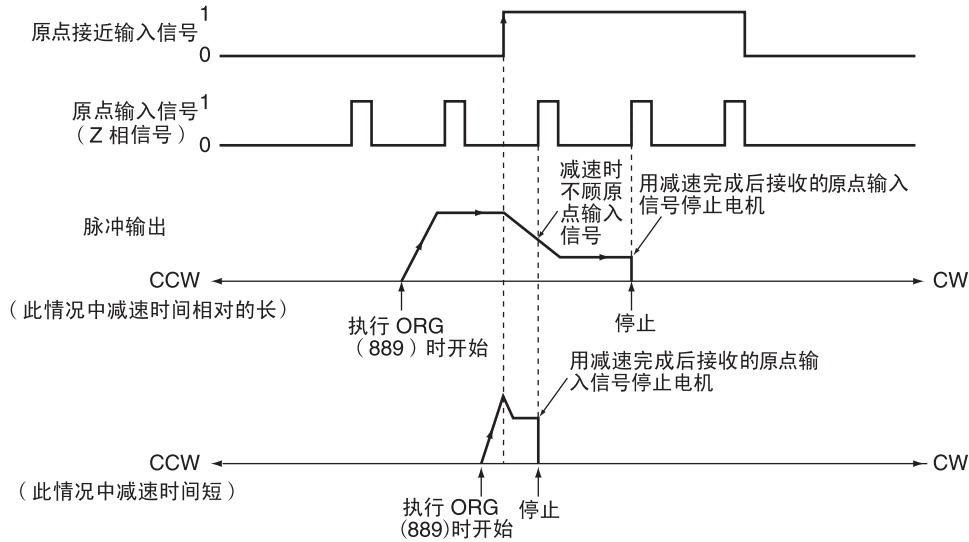 原点接近输入信号
1
0
原点输入信号
（Z 相信号）
1
0
减速时
不顾原
点输入
信号
用减速完成后接收的原点输入
信号停止电机
脉冲输出
CCW
CW
（此情况中减速时间相对的长）
执行 ORG
（889）时开始
停止
用减速完成后接收的原点输
入信号停止电机
CCW
CW
（此情况中减速时间短）
执行 ORG
(889)时开始
停止